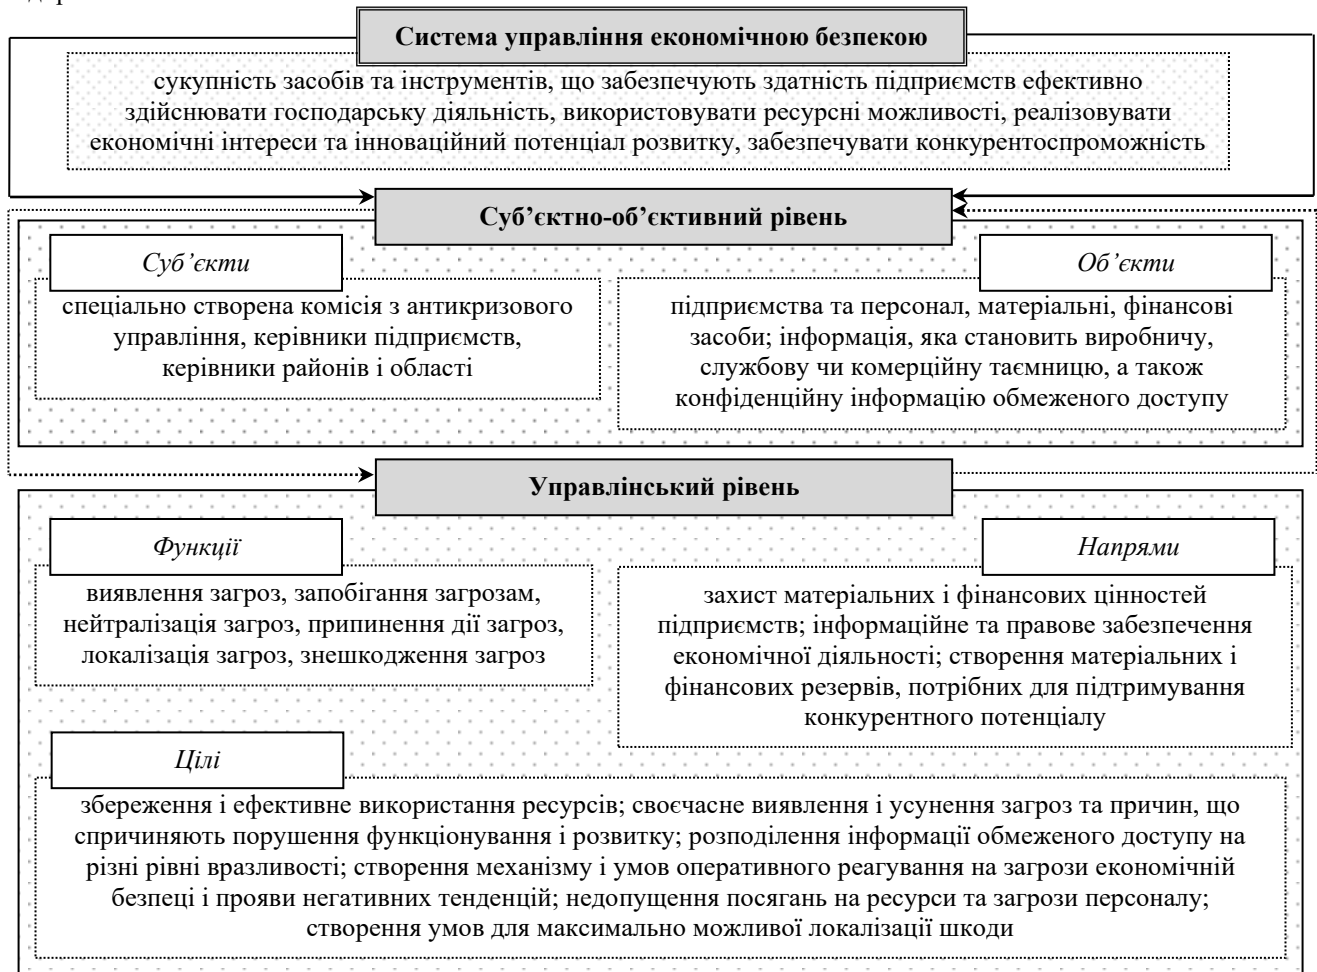 Система управління економічною безпекою
сукупність засобів та інструментів, що забезпечують здатність підприємств ефективно
здійснювати господарську діяльність, використовувати ресурсні можливості, реалізовувати
економічні інтереси та інноваційний потенціал розвитку, забезпечувати конкурентоспроможність
Суб’єктно-об’єктивний рівень
Суб’єкти
спеціально створена комісія з антикризового
управління, керівники підприємств,
керівники районів і області
Об’єкти
підприємства та персонал, матеріальні, фінансові
засоби; інформація, яка становить виробничу,
службову чи комерційну таємницю, а також
конфіденційну інформацію обмеженого доступу
Управлінський рівень
Функції
виявлення загроз, запобігання загрозам,
нейтралізація загроз, припинення дії загроз,
локалізація загроз, знешкодження загроз
Напрями
захист матеріальних і фінансових цінностей
підприємств; інформаційне та правове забезпечення
економічної діяльності; створення матеріальних і
фінансових резервів, потрібних для підтримування
конкурентного потенціалу
Цілі
збереження і ефективне використання ресурсів; своєчасне виявлення і усунення загроз та причин, що
спричиняють порушення функціонування і розвитку; розподілення інформації обмеженого доступу на
різні рівні вразливості; створення механізму і умов оперативного реагування на загрози економічній
безпеці і прояви негативних тенденцій; недопущення посягань на ресурси та загрози персоналу;
створення умов для максимально можливої локалізації шкоди